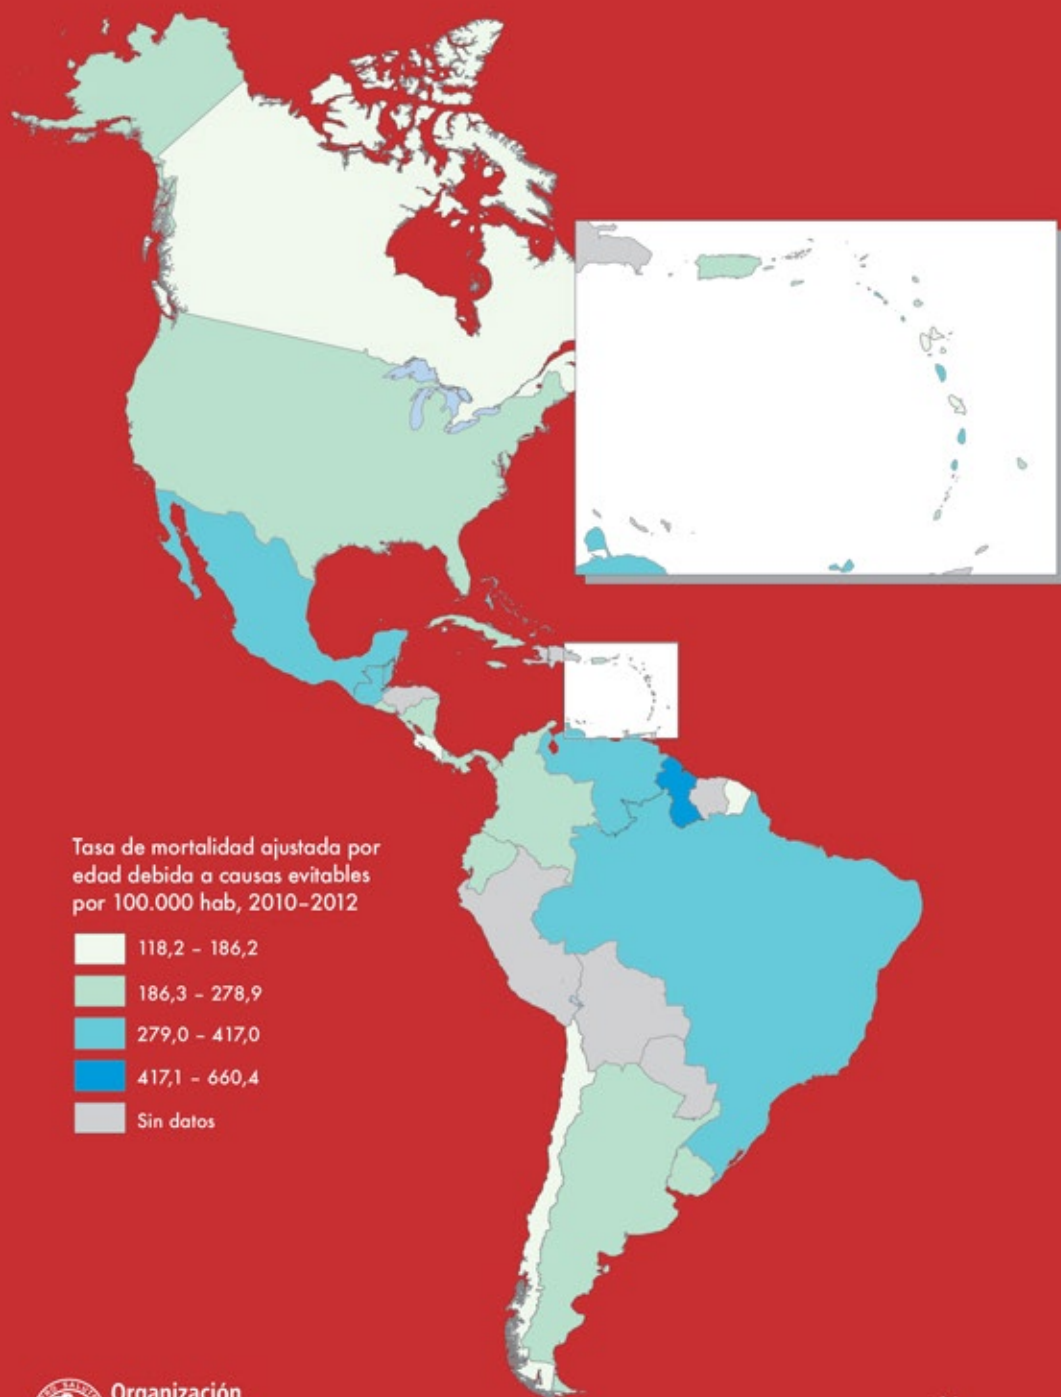 Tasa de mortalidad ajustada por
edad debida a causas evitables
por 100.000 hab, 2010–2012
118,2 – 186,2
186,3 – 278,9
279,0 – 417,0
417,1 – 660,4
Sin datos
Organización